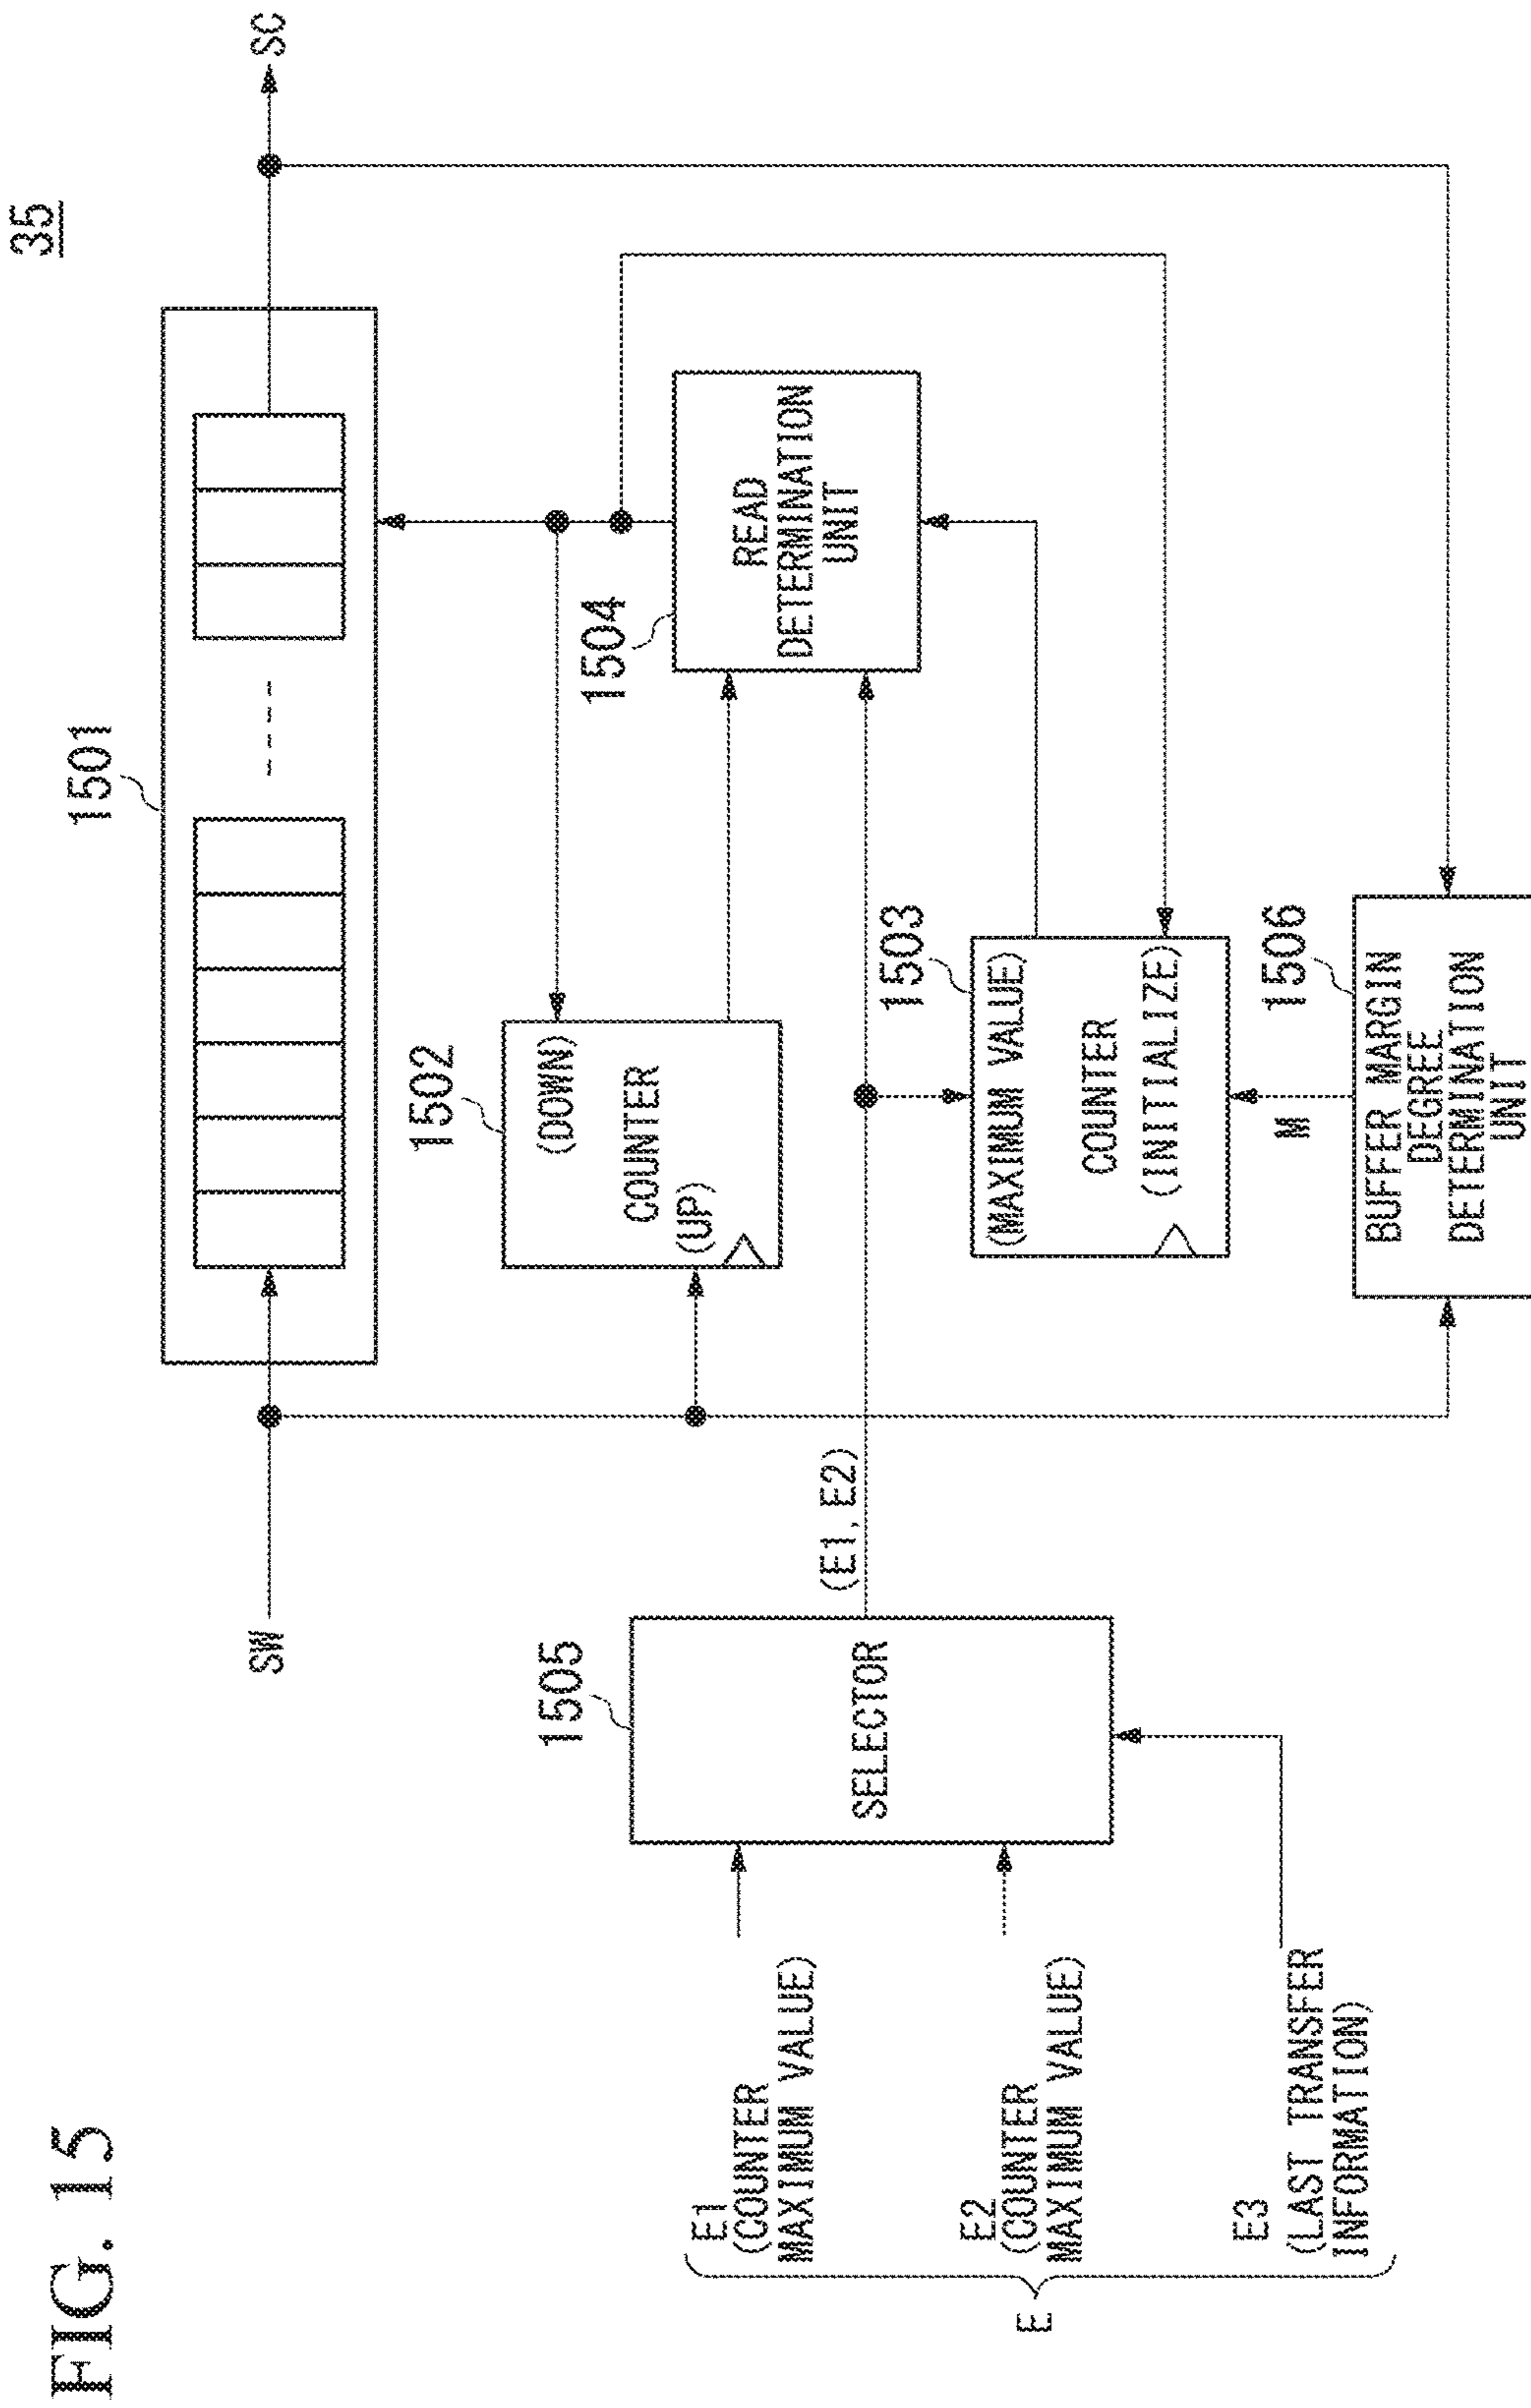 FIG. 15
35
1501
SW
SC
1502
(DOWN)
COUNTER
(UP)
1504
READ
DETERMINATION
UNIT
1505
SELECTOR
(E1, E2)
E1
(COUNTER
MAXIMUM VALUE)
E2
(COUNTER
MAXIMUM VALUE)
E3
(LAST TRANSFER
INFORMATION)
E
1503
(MAXIMUM VALUE)
COUNTER
(INITIALIZE)
M
1506
BUFFER MARGIN
DEGREE
DETERMINATION
UNIT